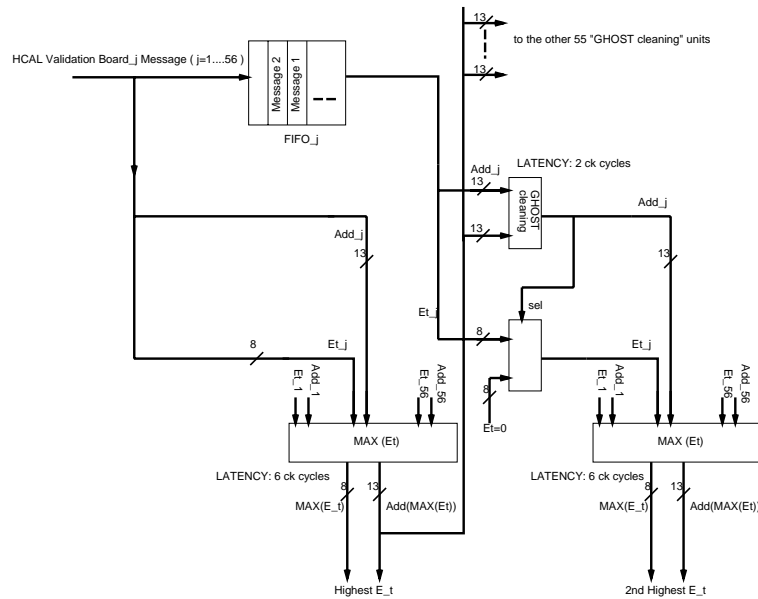 13
to the other 55 "GHOST cleaning" units
13
HCAL Validation Board_j Message ( j=1....56 )
Message 2
Message 1
FIFO_j
LATENCY: 2 ck cycles
Add_j
13
GHOST
cleaning
Add_j
13
Add_j
13
13
sel
Et_j
8
Et_j
8
Et_j
8
Et=0
Et_1
Add_1
Et_56
Add_56
MAX (Et)
LATENCY: 6 ck cycles
8
MAX(E_t)
13
Add(MAX(Et))
Highest E_t
Et_1
Add_1
Et_56
Add_56
MAX (Et)
LATENCY: 6 ck cycles
8
MAX(E_t)
13
Add(MAX(Et))
2nd Highest E_t